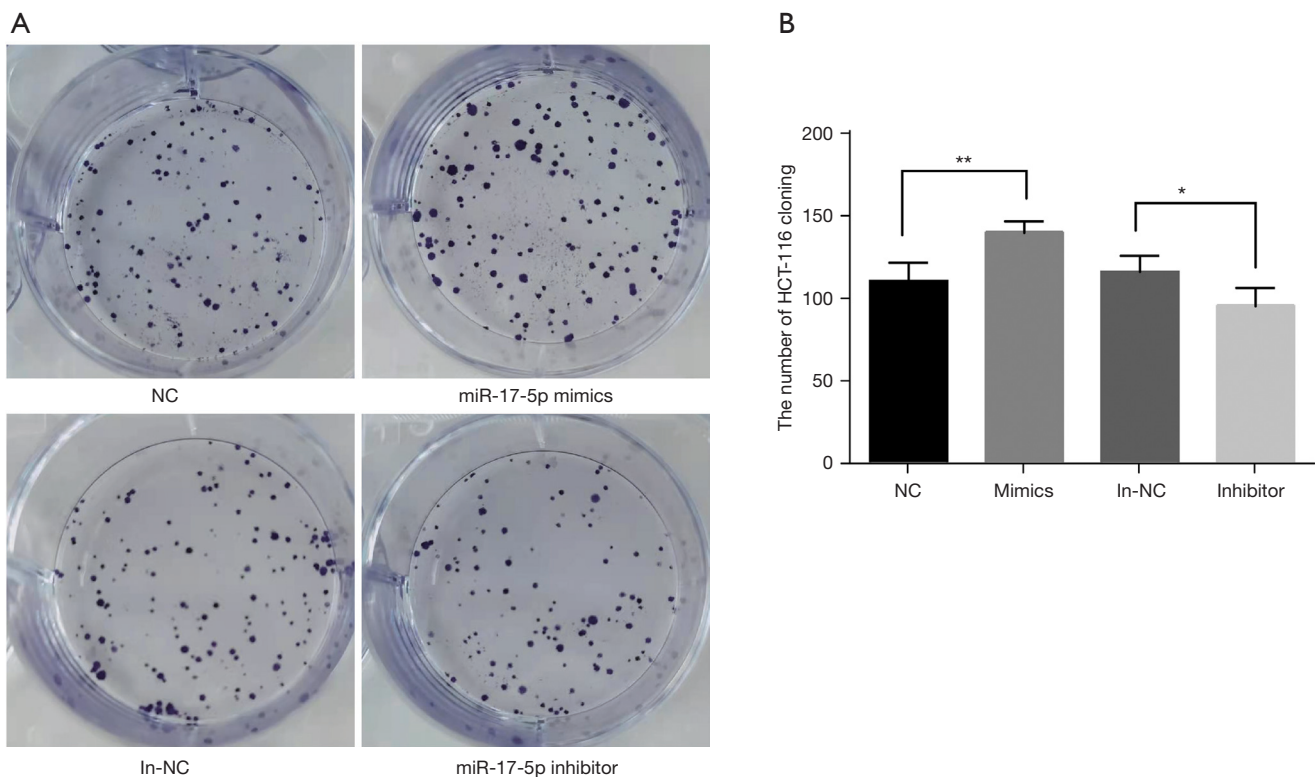 A
NC
miR-17-5p mimics
In-NC
miR-17-5p inhibitor
B
The number of HCT-116 cloning
200
150
100
50
0
**
*
NC
Mimics
In-NC
Inhibitor